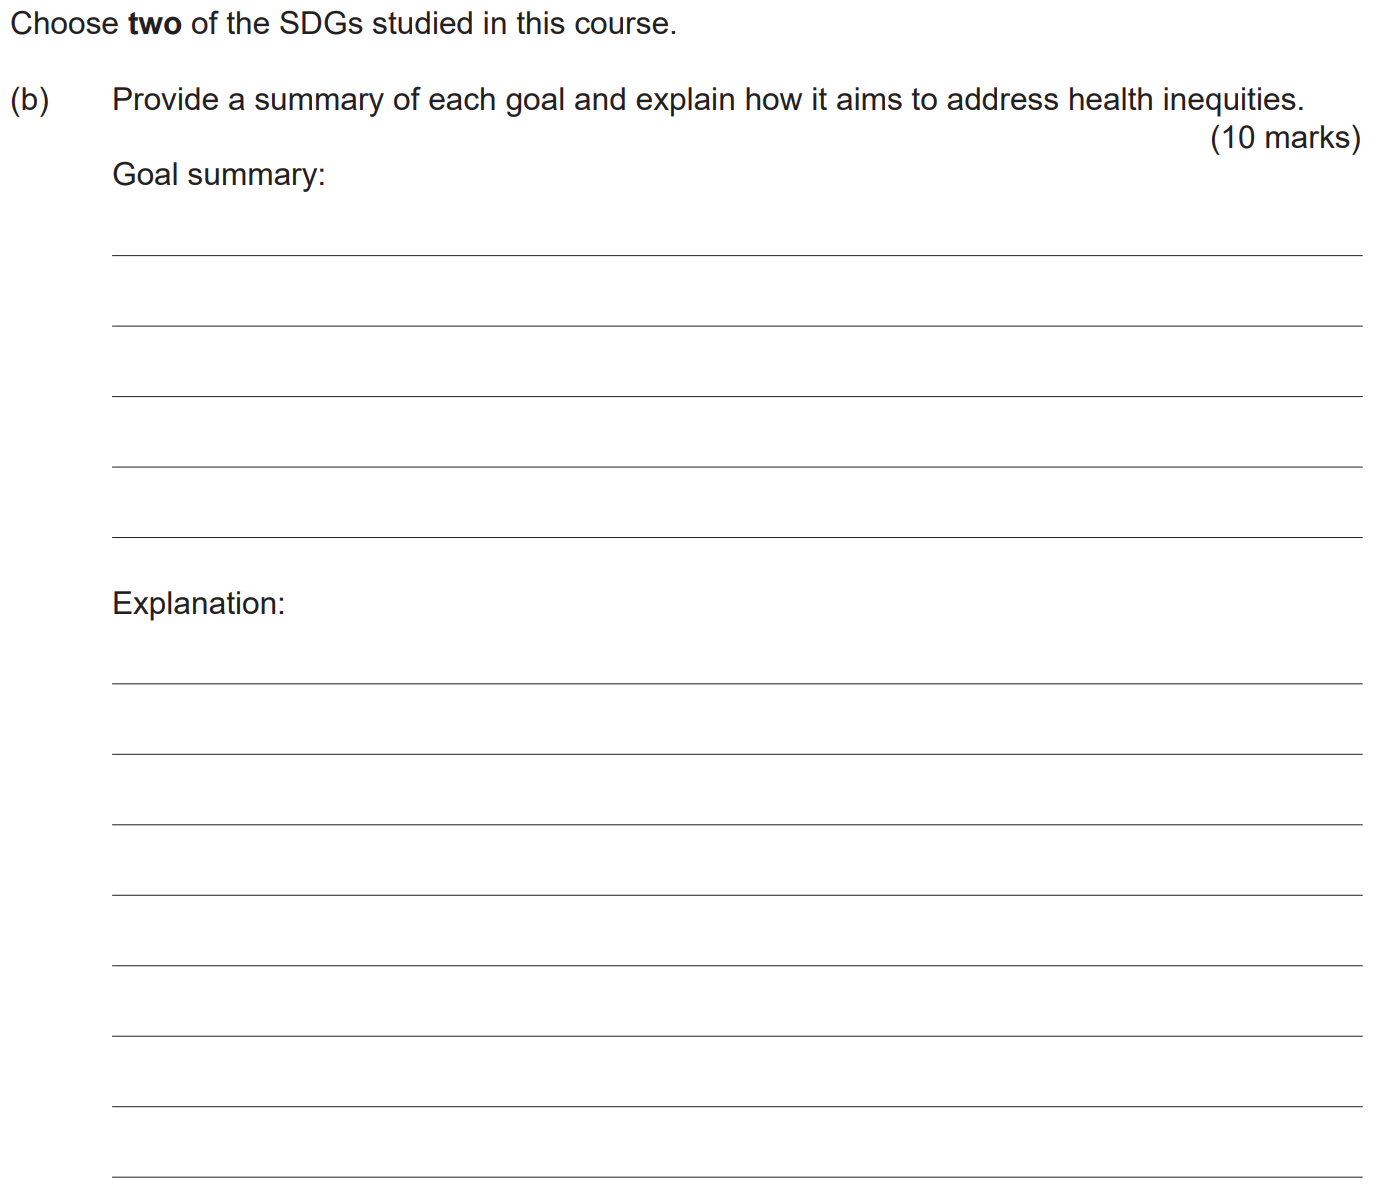 Choose two of the SDGs studied in this course.
(b) Provide a summary of each goal and explain how it aims to address health inequities.
(10 marks)
Goal summary:
Explanation: